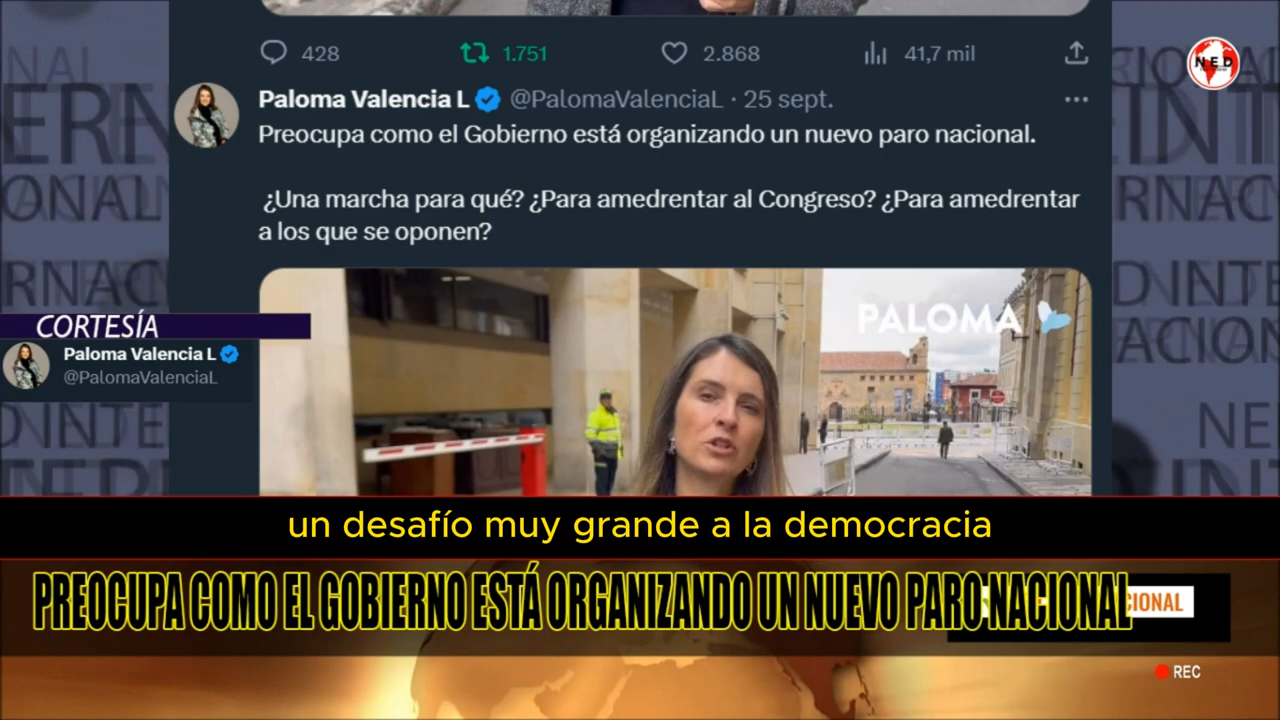 428 1.751 2.868 41,7 mil
NED
Paloma Valencia L @PalomaValenciaL · 25 sept.
Preocupa como el Gobierno está organizando un nuevo paro nacional.
¿Una marcha para qué? ¿Para amedrentar al Congreso? ¿Para amedrentar
a los que se oponen?
PALOMA
CORTESÍA
Paloma Valencia L
@PalomaValenciaL
un desafío muy grande a la democracia
PREOCUPA COMO EL GOBIERNO ESTÁ ORGANIZANDO UN NUEVO PARO NACIONAL
REC